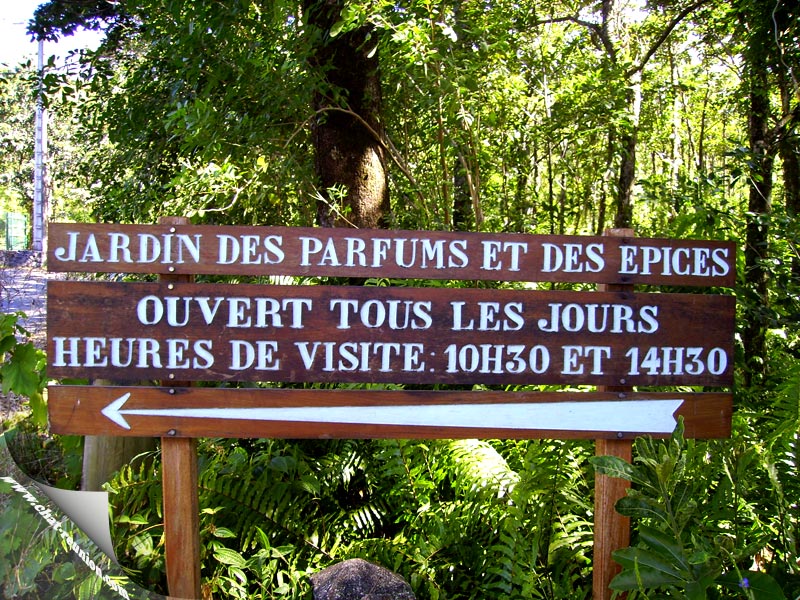 JARDIN DES PARFUMS ET DES EPICES
OUVERT TOUS LES JOURS
HEURES DE VISITE : 10H30 ET 14H30